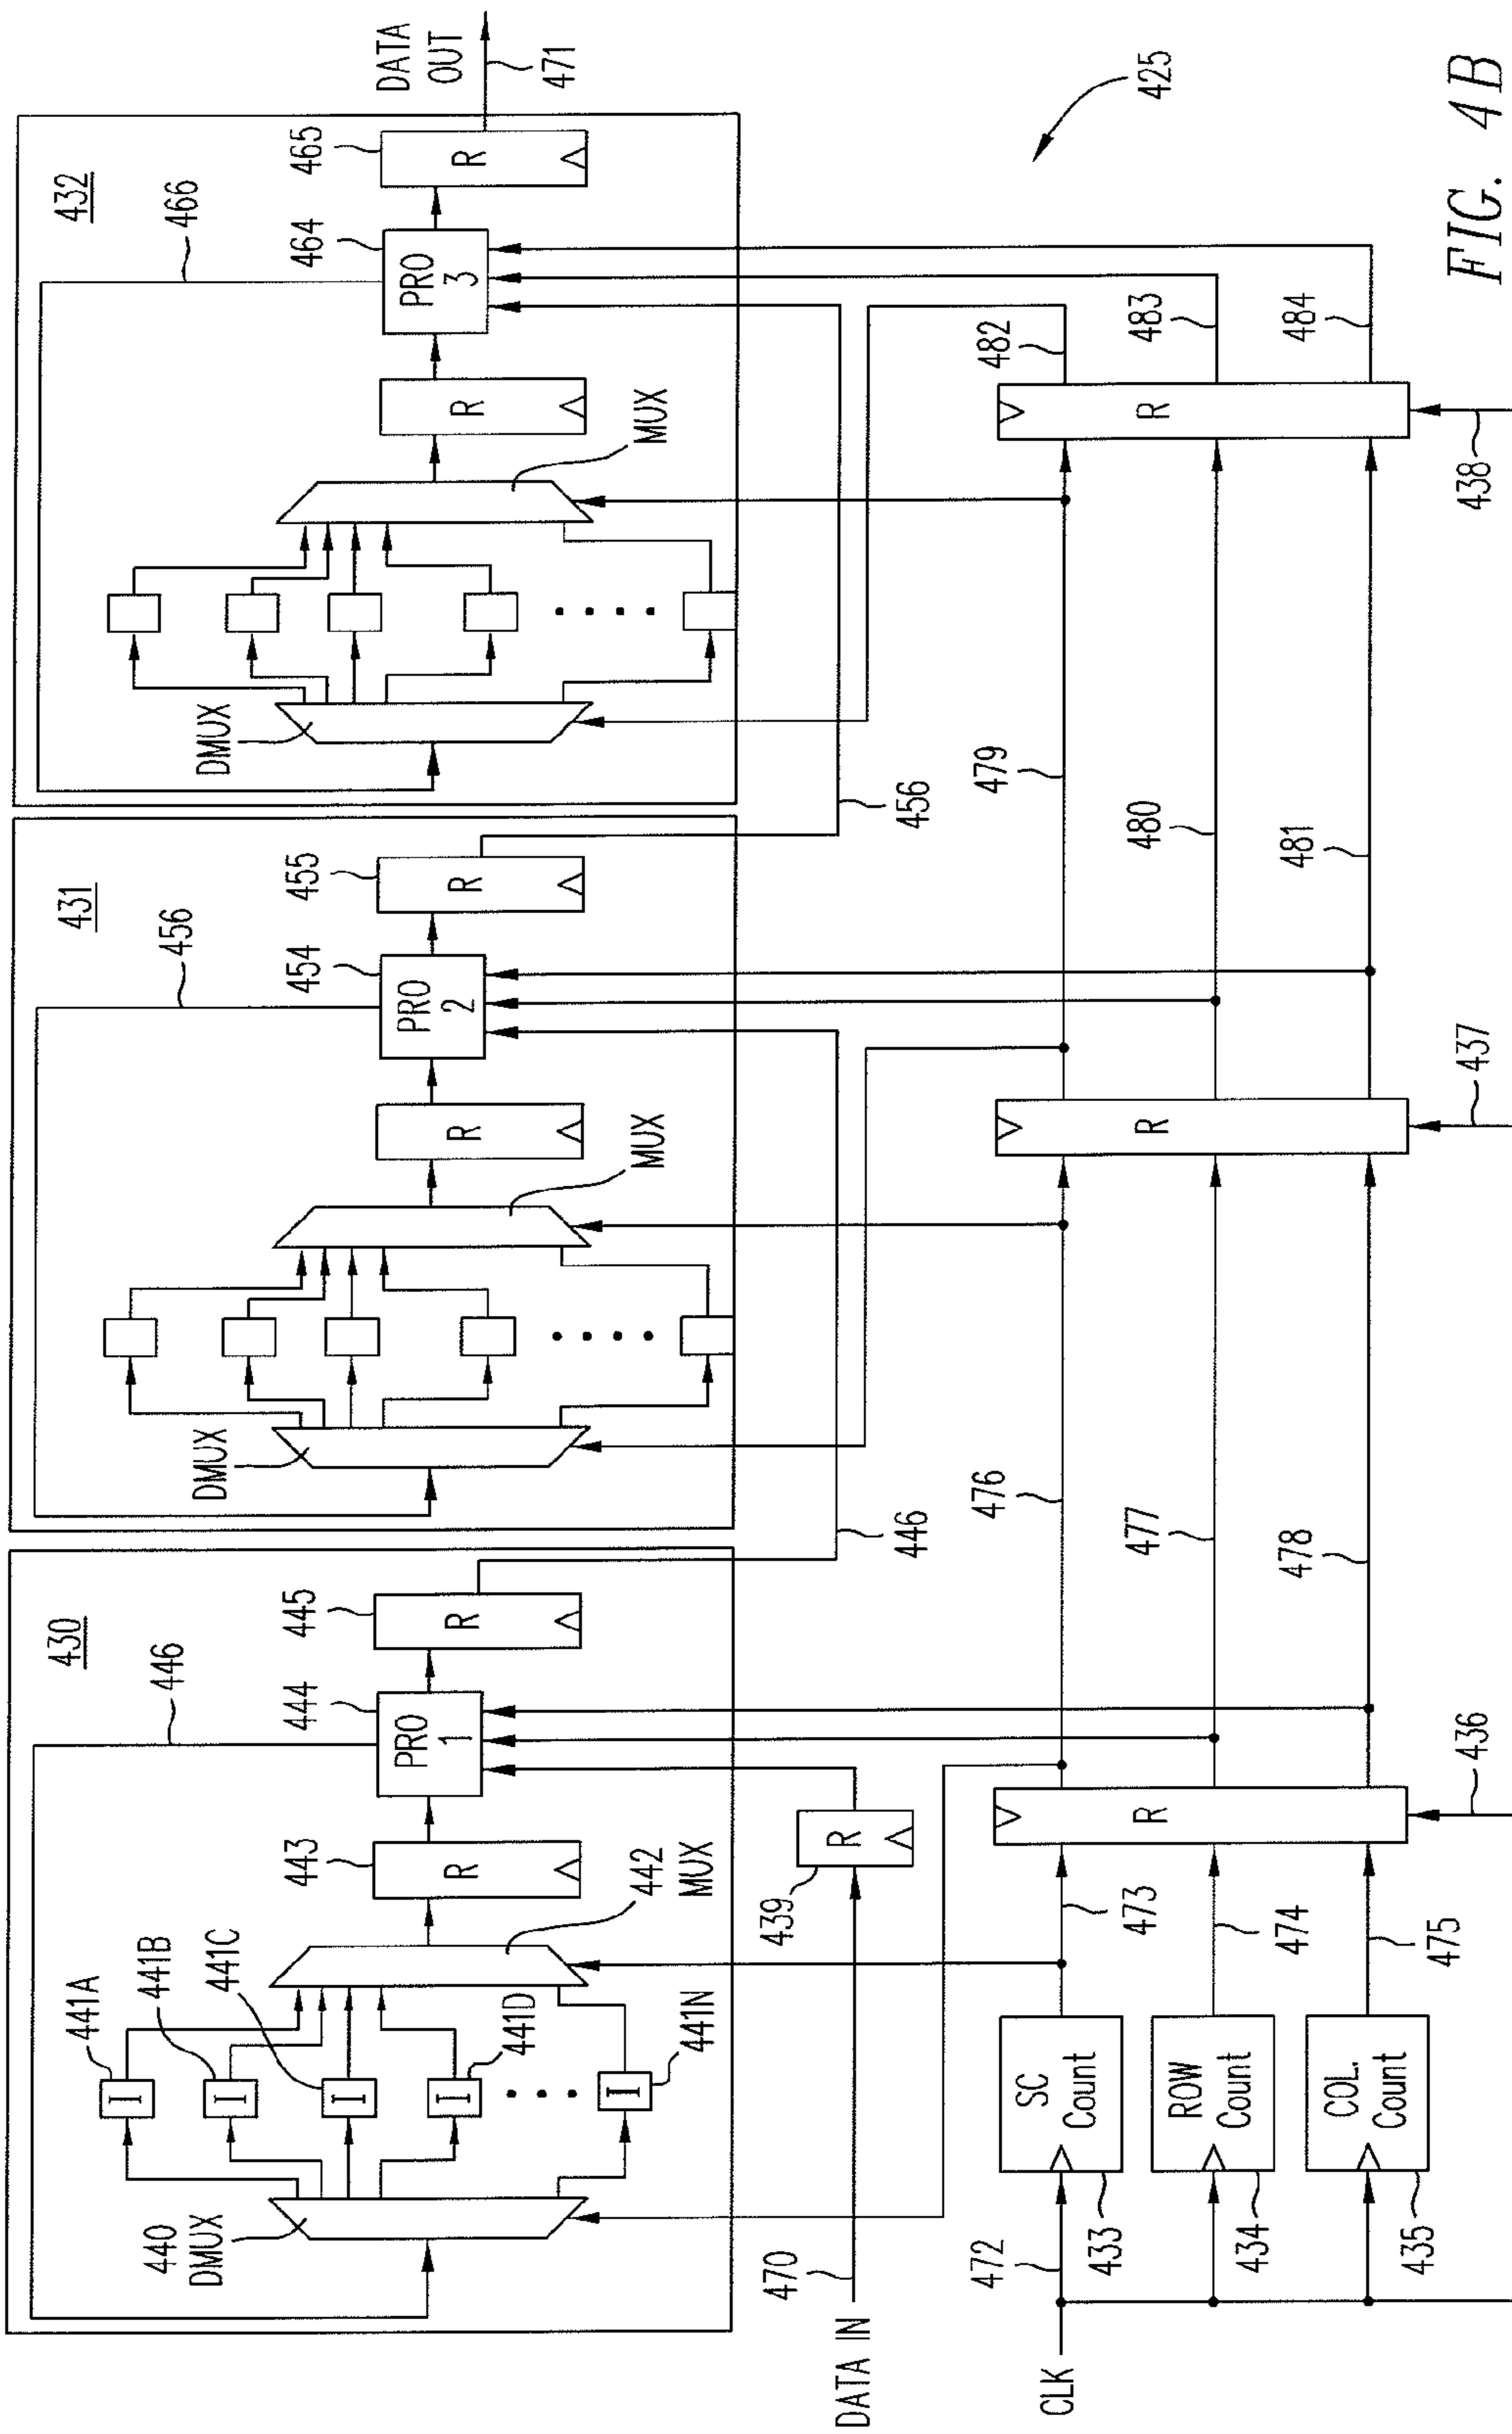 430
446
440
DMUX
441A
441B
441C
441D
441N
I
I
I
I
I
442
MUX
443
R
444
PRO
1
445
R
446
431
456
DMUX
MUX
R
454
PRO
2
455
R
456
432
466
DMUX
MUX
R
464
PRO
3
465
R
DATA
OUT
471
425
DATA IN
470
439
R
CLK
472
SC
Count
433
ROW
Count
434
COL.
Count
435
473
474
475
R
436
476
477
478
R
437
479
480
481
R
438
482
483
484
FIG. 4B